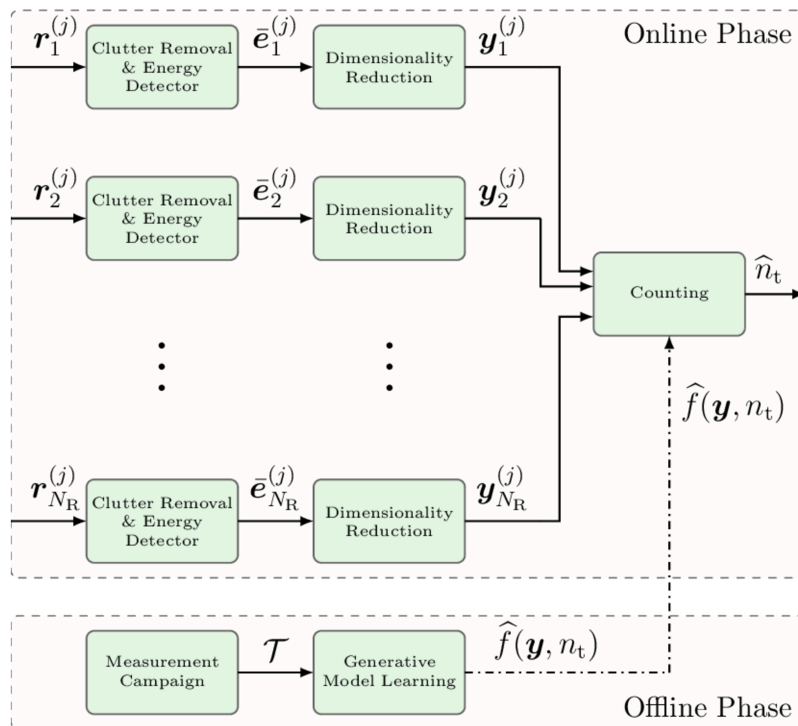 Online Phase
r_1^{(j)}
Clutter Removal
& Energy
Detector
ē_1^{(j)}
Dimensionality
Reduction
y_1^{(j)}
r_2^{(j)}
Clutter Removal
& Energy
Detector
ē_2^{(j)}
Dimensionality
Reduction
y_2^{(j)}
Counting
n̂_t
f̂(y, n_t)
r_{N_R}^{(j)}
Clutter Removal
& Energy
Detector
ē_{N_R}^{(j)}
Dimensionality
Reduction
y_{N_R}^{(j)}
Measurement
Campaign
𝒯
Generative
Model Learning
f̂(y, n_t)
Offline Phase